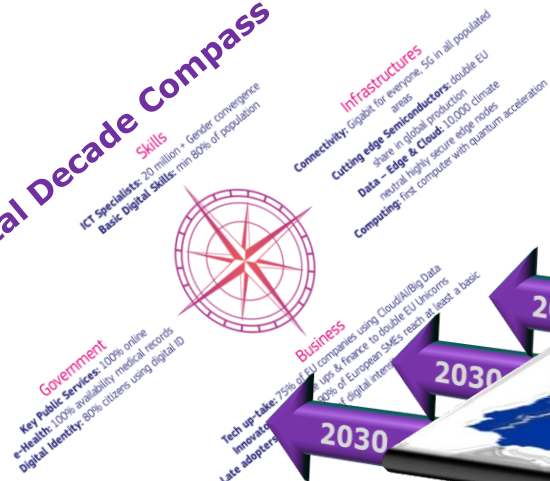 al Decade Compass
Skills
ICT Specialists: 20 million + Gender convergence
Basic Digital Skills: min 80% of population
Infrastructures
Connectivity: Gigabit for everyone, 5G in all populated
areas
Cutting edge Semiconductors: double EU
share in global production
Data – Edge & Cloud: 10,000 climate
neutral highly secure edge nodes
Computing: first computer with quantum acceleration
Government
Key Public Services: 100% online
e-Health: 100% availability medical records
Digital Identity: 80% citizens using digital ID
Business
Tech up-take: 75% of EU companies using Cloud/AI/Big Data
Innovato ups & finance to double EU Unicorns
Late adopters 90% of European SMEs reach at least a basic
of digital intens
2030
2030
20